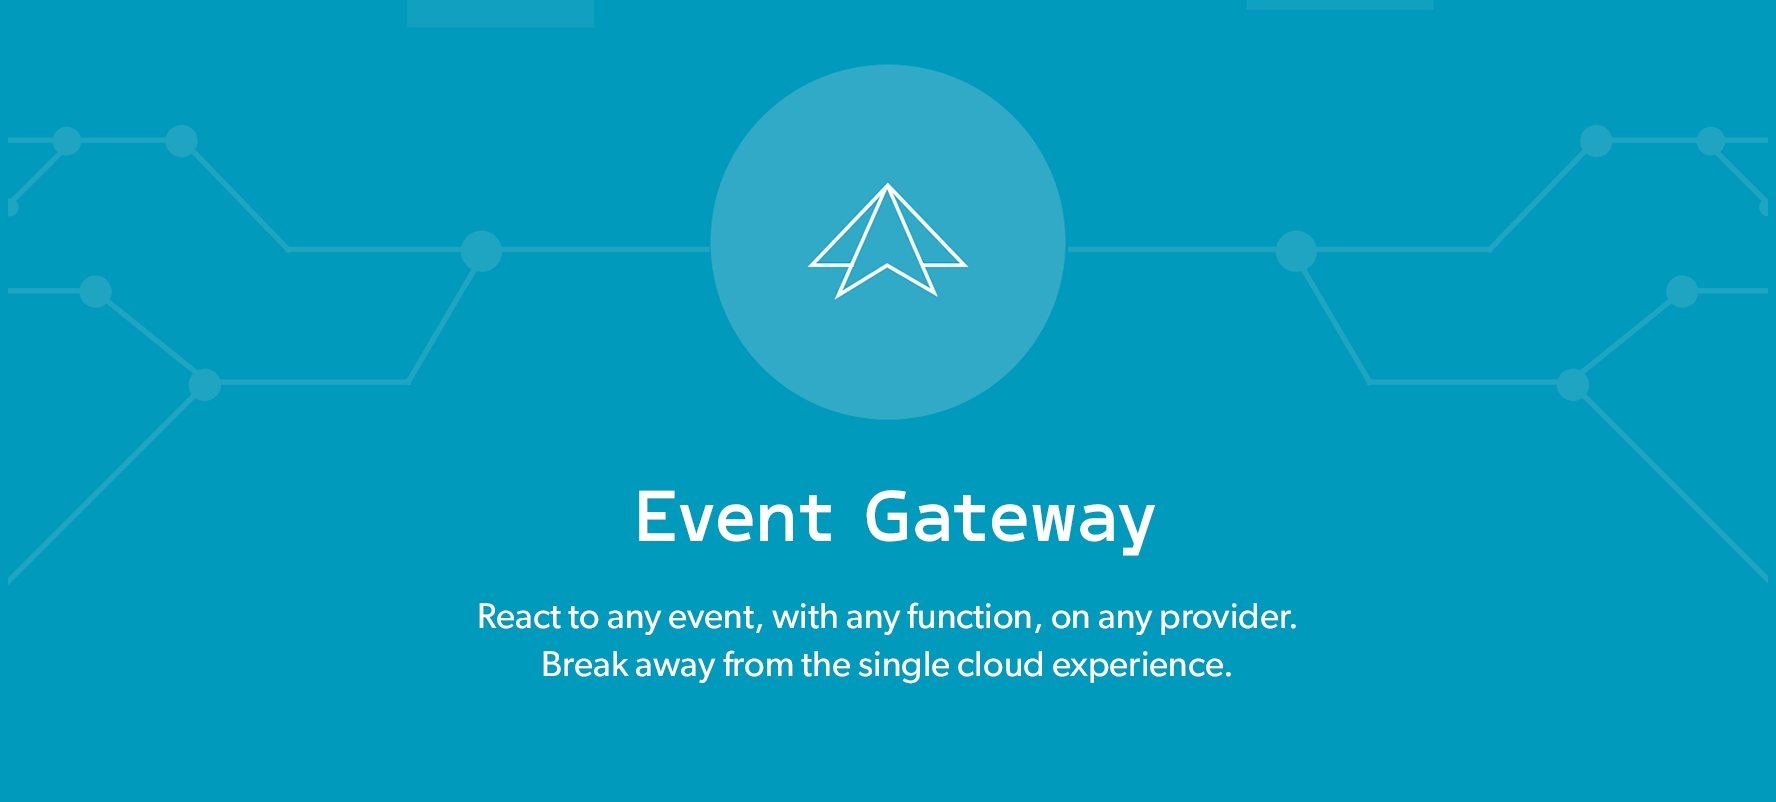 Event Gateway
React to any event, with any function, on any provider.
Break away from the single cloud experience.